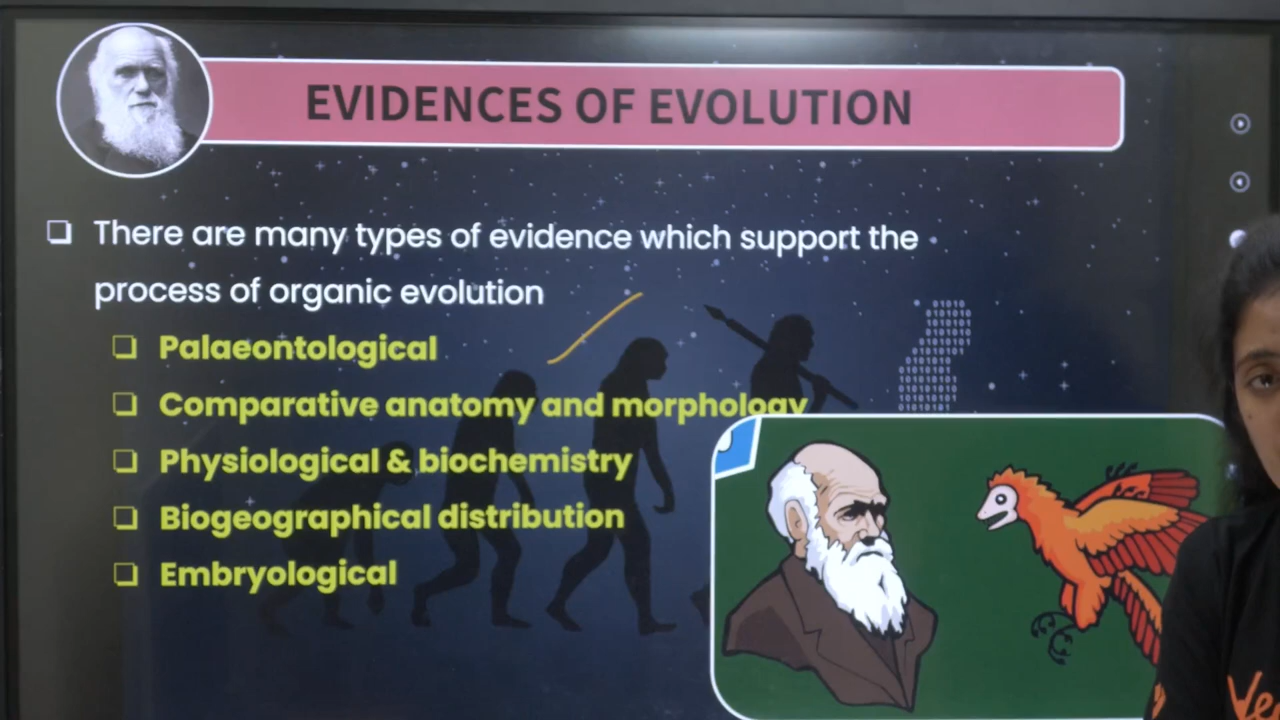 EVIDENCES OF EVOLUTION
❑ There are many types of evidence which support the
process of organic evolution
❑ Palaeontological
❑ Comparative anatomy and morphology
❑ Physiological & biochemistry
❑ Biogeographical distribution
❑ Embryological